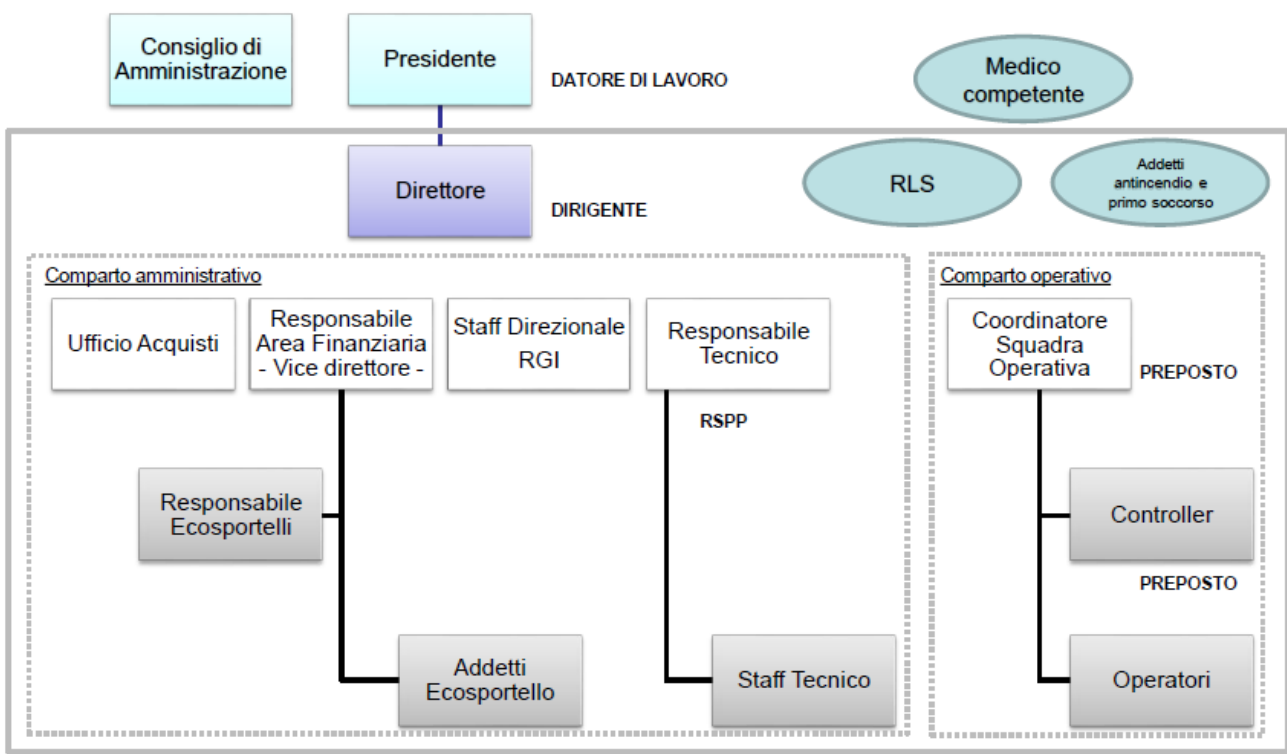 Consiglio di
Amministrazione
Presidente
DATORE DI LAVORO
Medico
competente
Direttore
DIRIGENTE
RLS
Addetti
antincendio e
primo soccorso
Comparto amministrativo
Ufficio Acquisti
Responsabile
Area Finanziaria
- Vice direttore -
Staff Direzionale
RGI
Responsabile
Tecnico
RSPP
Responsabile
Ecosportelli
Addetti
Ecosportello
Staff Tecnico
Comparto operativo
Coordinatore
Squadra
Operativa
PREPOSTO
Controller
PREPOSTO
Operatori